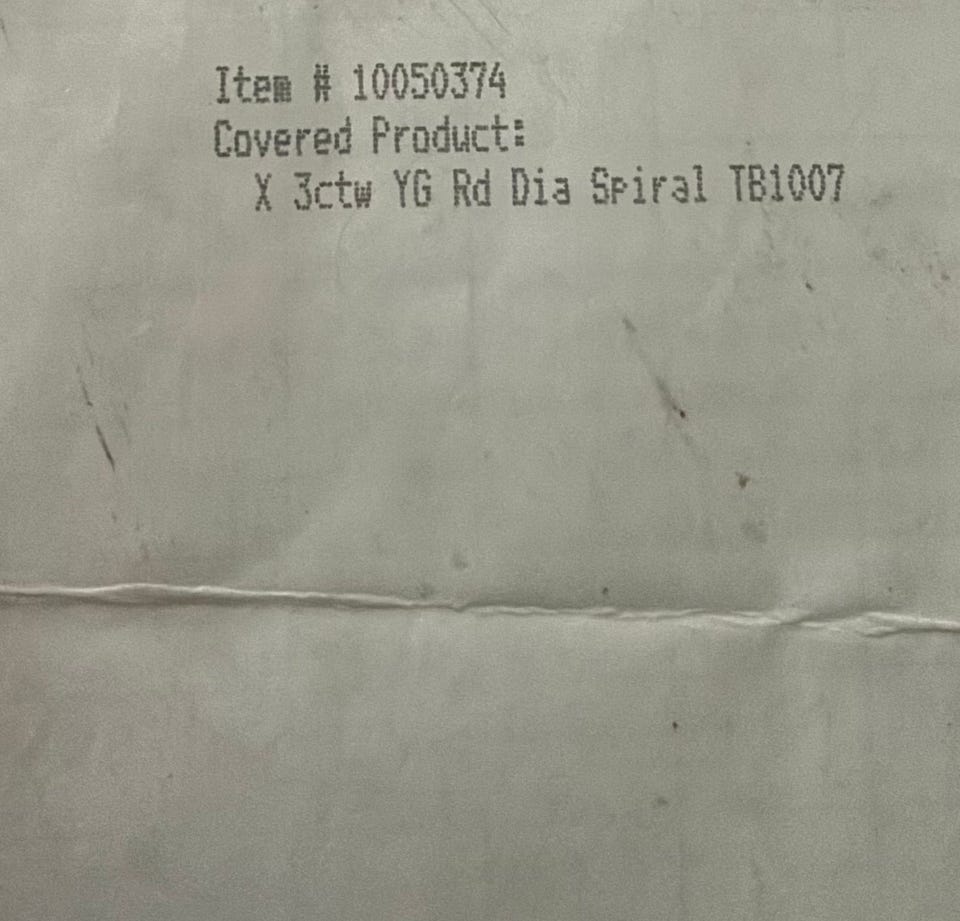 Item # 10050374
Covered Product:
X 3ctw YG Rd Dia Spiral TB1007